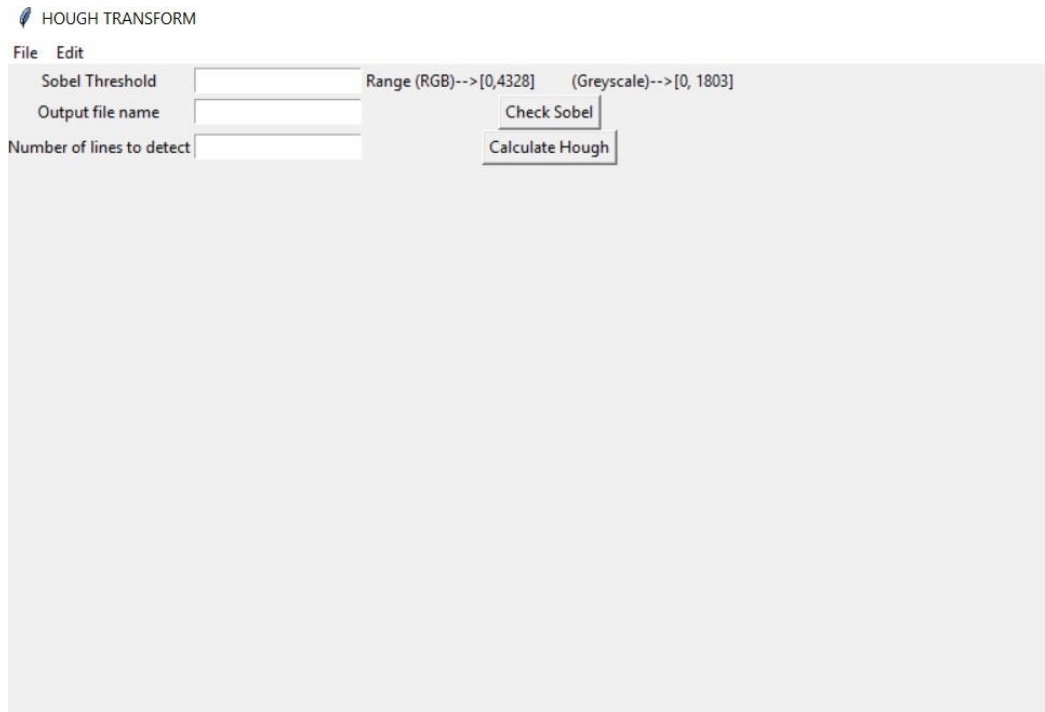 HOUGH TRANSFORM
File Edit
Sobel Threshold Range (RGB)-->[0,4328] (Greyscale)-->[0, 1803]
Output file name Check Sobel
Number of lines to detect Calculate Hough